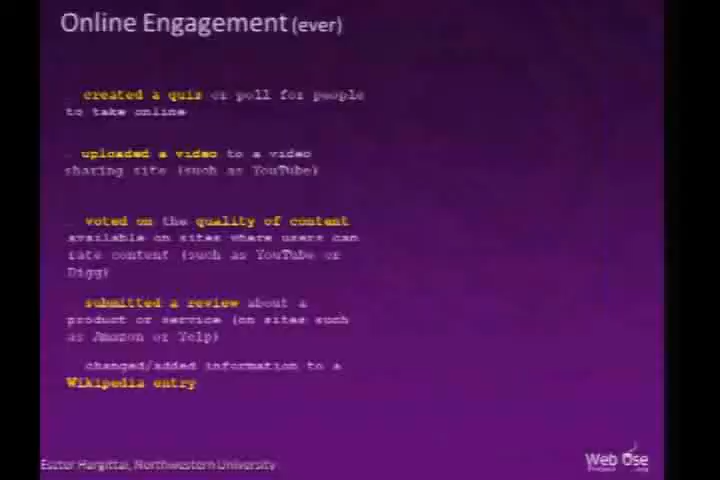 Online Engagement (ever)
created a quiz or poll for people
to take online
uploaded a video to a video
sharing site (such as YouTube)
voted on the quality of content
available on sites where users can
rate content (such as YouTube or
Digg)
submitted a review about a
product or service (on sites such
as Amazon or Yelp)
changed/added information to a
Wikipedia entry
Eszter Hargittai, Northwestern University
Web Use